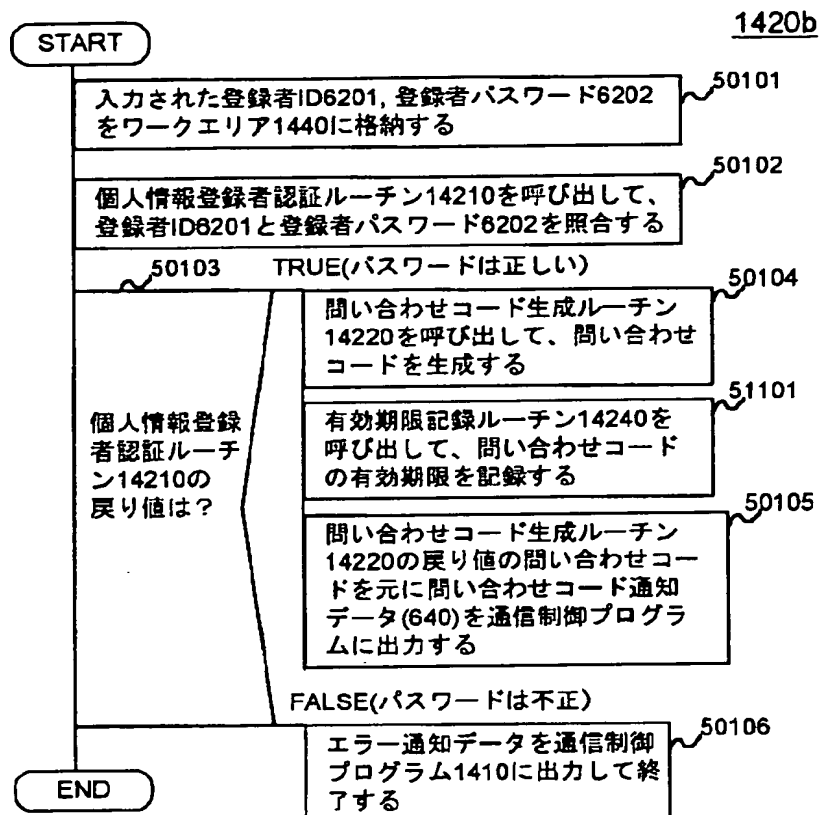 1420b
START
50101
入力された登録者ID6201, 登録者パスワード6202
をワークエリア1440に格納する
50102
個人情報登録者認証ルーチン14210を呼び出して、
登録者ID6201と登録者パスワード6202を照合する
50103
TRUE(パスワードは正しい)
50104
問い合わせコード生成ルーチン
14220を呼び出して、問い合わせ
コードを生成する
51101
個人情報登録
者認証ルーチ
ン14210の
戻り値は?
有効期限記録ルーチン14240を
呼び出して、問い合わせコード
の有効期限を記録する
50105
問い合わせコード生成ルーチン
14220の戻り値の問い合わせコー
ドを元に問い合わせコード通知
データ(640)を通信制御プログラ
ムに出力する
FALSE(パスワードは不正)
50106
エラー通知データを通信制御
プログラム1410に出力して終
了する
END